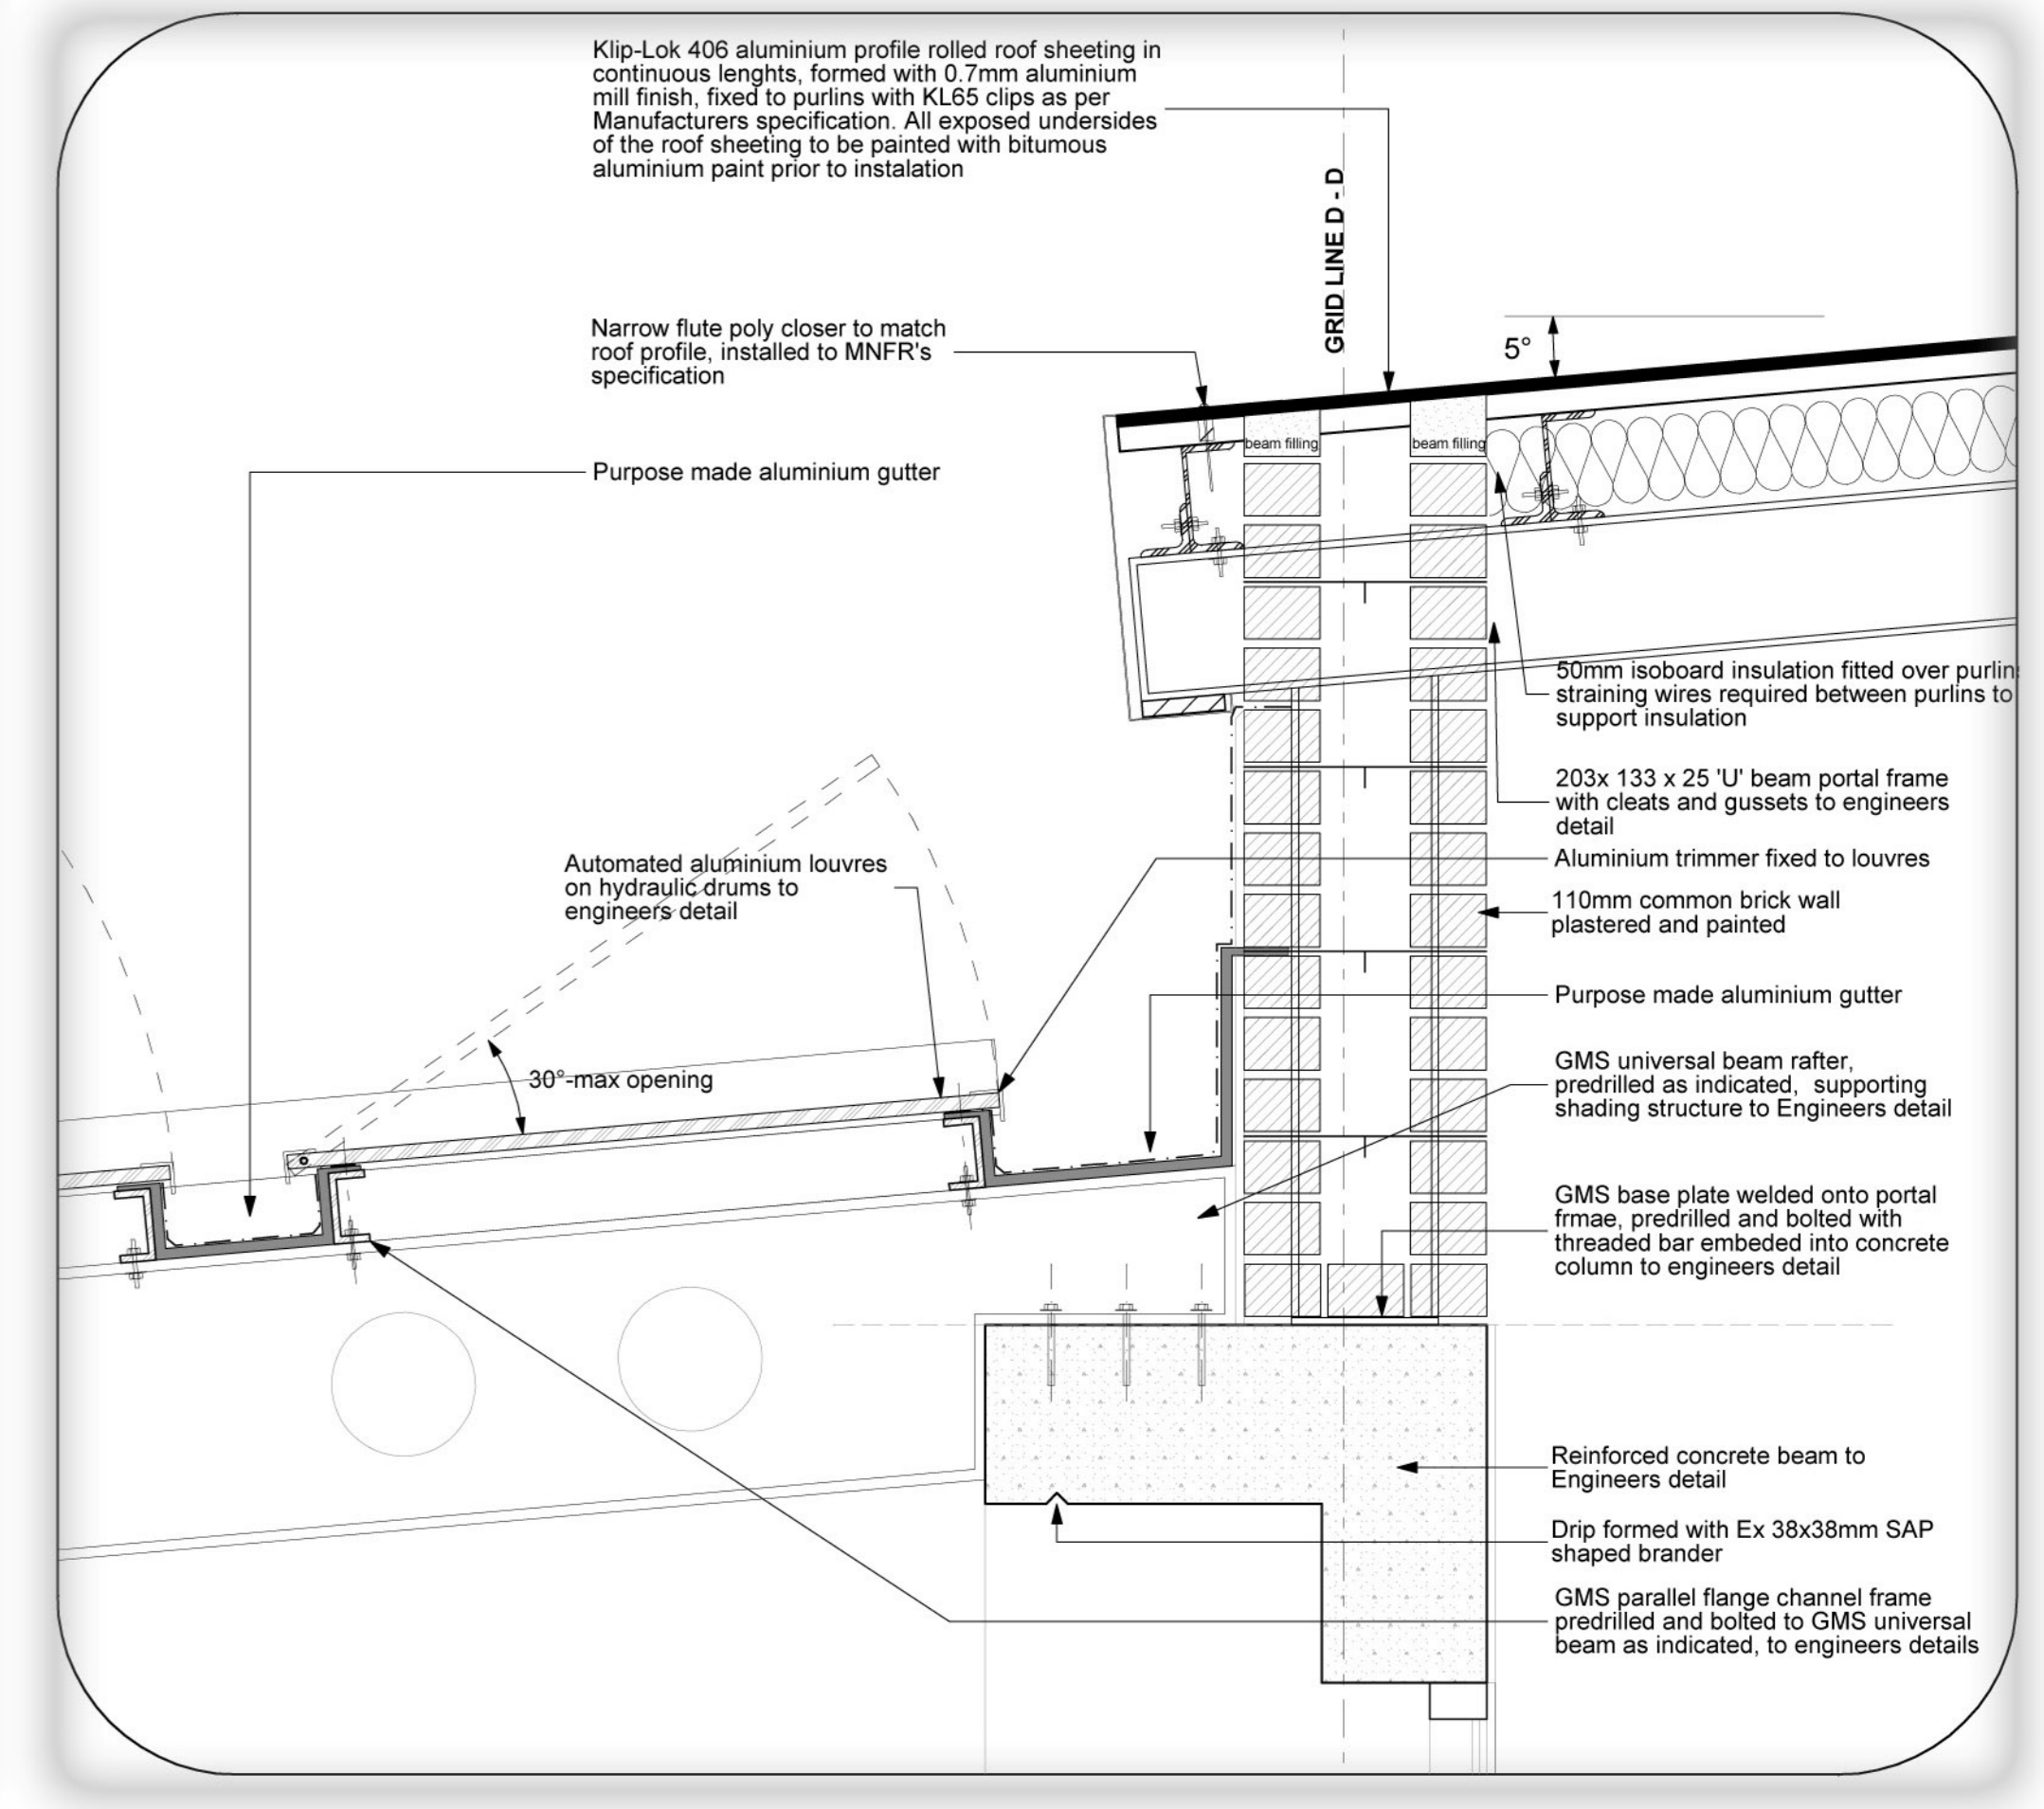 Klip-Lok 406 aluminium profile rolled roof sheeting in
continuous lenghts, formed with 0.7mm aluminium
mill finish, fixed to purlins with KL65 clips as per
Manufacturers specification. All exposed undersides
of the roof sheeting to be painted with bitumous
aluminium paint prior to instalation
GRID LINE D - D
Narrow flute poly closer to match
roof profile, installed to MNFR's
specification
5°
beam filling
beam filling
Purpose made aluminium gutter
50mm isoboard insulation fitted over purlins
straining wires required between purlins to
support insulation
203x 133 x 25 'U' beam portal frame
with cleats and gussets to engineers
detail
Automated aluminium louvres
on hydraulic drums to
engineers detail
Aluminium trimmer fixed to louvres
110mm common brick wall
plastered and painted
Purpose made aluminium gutter
30°-max opening
GMS universal beam rafter,
predrilled as indicated, supporting
shading structure to Engineers detail
GMS base plate welded onto portal
frmae, predrilled and bolted with
threaded bar embeded into concrete
column to engineers detail
Reinforced concrete beam to
Engineers detail
Drip formed with Ex 38x38mm SAP
shaped brander
GMS parallel flange channel frame
predrilled and bolted to GMS universal
beam as indicated, to engineers details